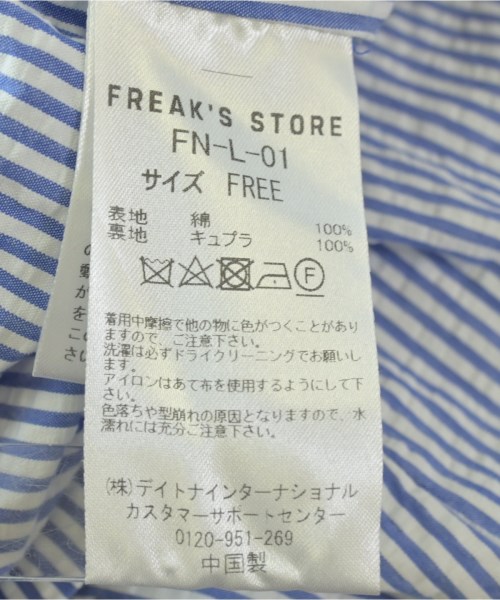 FREAK'S STORE
FN-L-01
サイズ FREE
表地 綿 100%
裏地 キュプラ 100%
F
着用中摩擦で他の物に色がつくことがあり
ますので、ご注意下さい。
洗濯は必ずドライクリーニングでお願いし
ます。
アイロンはあて布を使用するようにして下
さい。
色落ちや型崩れの原因となりますので、水
濡れには充分ご注意下さい。
(株)デイトナインターナショナル
カスタマーサポートセンター
0120-951-269
中国製